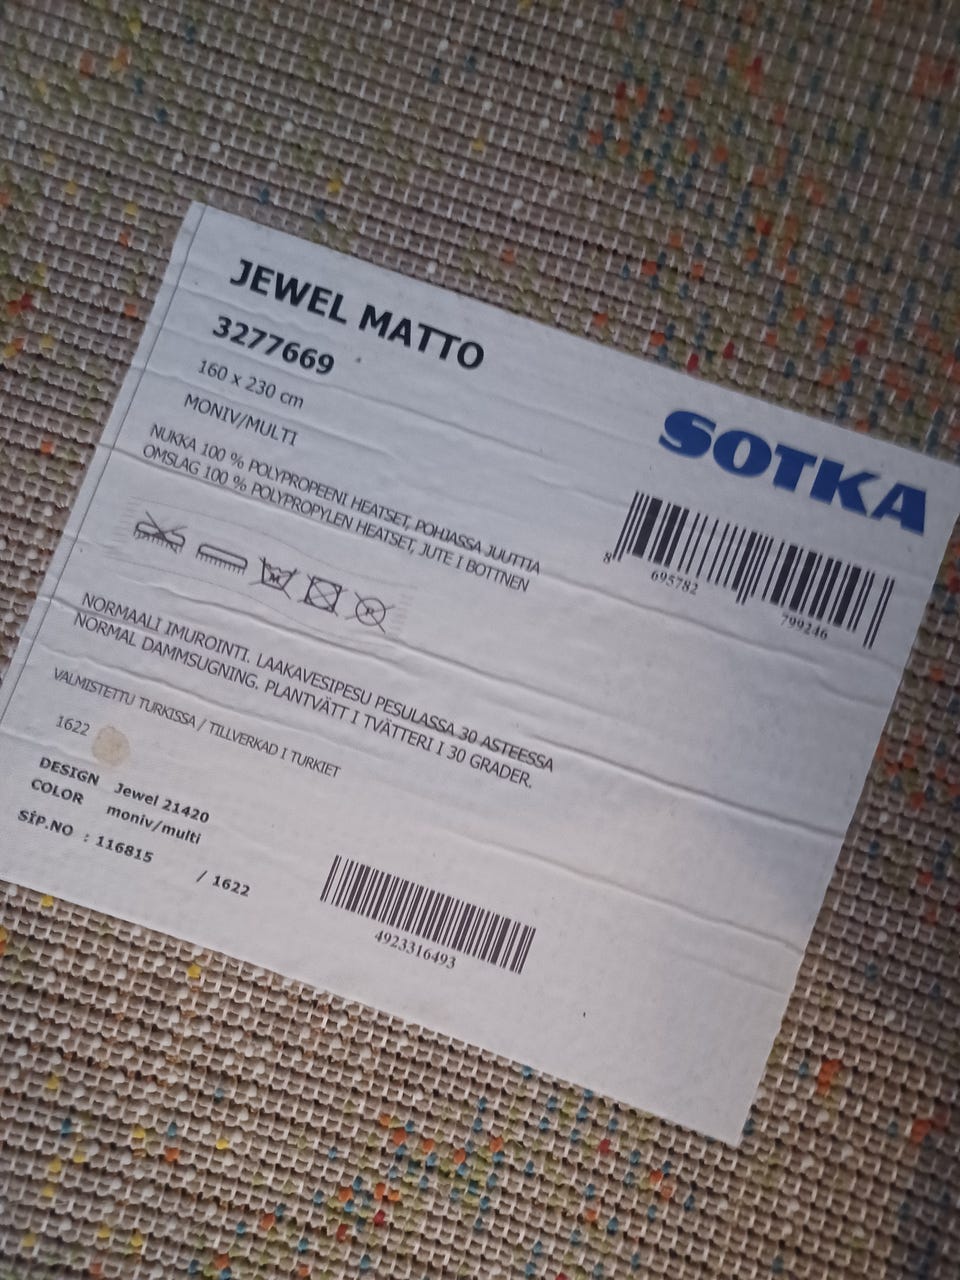 JEWEL MATTO
3277669
160 x 230 cm
MONIV/MULTI
SOTKA
NUKKA 100 % POLYPROPEENI HEATSET, POHJASSA JUUTTIA
OMSLAG 100 % POLYPROPYLEN HEATSET, JUTE I BOTTNEN
8 695782 799246
NORMAALI IMUROINTI. LAAKAVESIPESU PESULASSA 30 ASTEESSA
NORMAL DAMMSUGNING. PLANTVÄTT I TVÄTTERI I 30 GRADER.
VALMISTETTU TURKISSA / TILLVERKAD I TURKIET
1622
DESIGN Jewel 21420
COLOR moniv/multi
SİP.NO : 116815 / 1622
4923316493